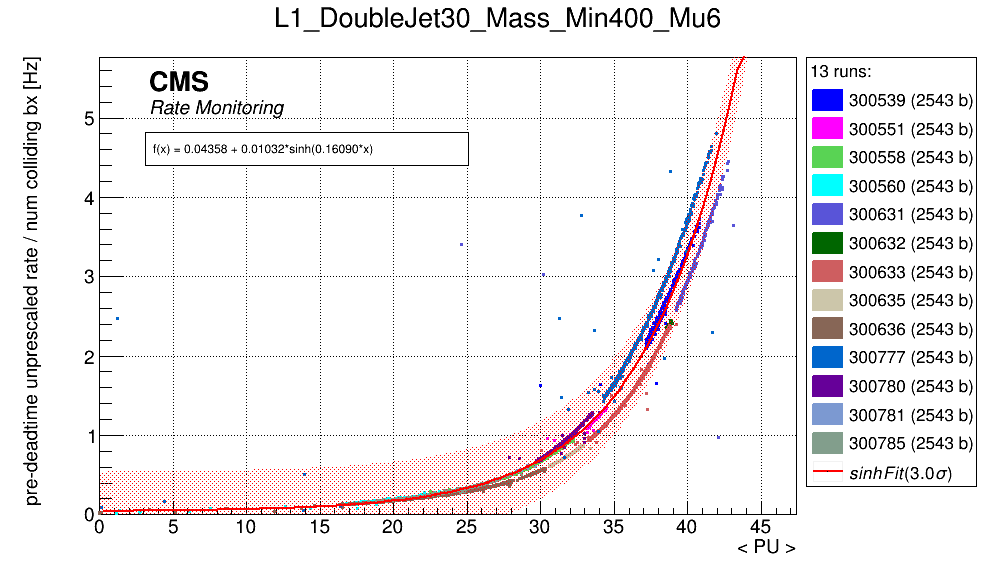 L1_DoubleJet30_Mass_Min400_Mu6
pre-deadtime unprescaled rate / num colliding bx [Hz]
CMS
Rate Monitoring
f(x) = 0.04358 + 0.01032*sinh(0.16090*x)
5
4
3
2
1
0
0 5 10 15 20 25 30 35 40 45
< PU >
13 runs:
300539 (2543 b)
300551 (2543 b)
300558 (2543 b)
300560 (2543 b)
300631 (2543 b)
300632 (2543 b)
300633 (2543 b)
300635 (2543 b)
300636 (2543 b)
300777 (2543 b)
300780 (2543 b)
300781 (2543 b)
300785 (2543 b)
sinhFit(3.0σ)